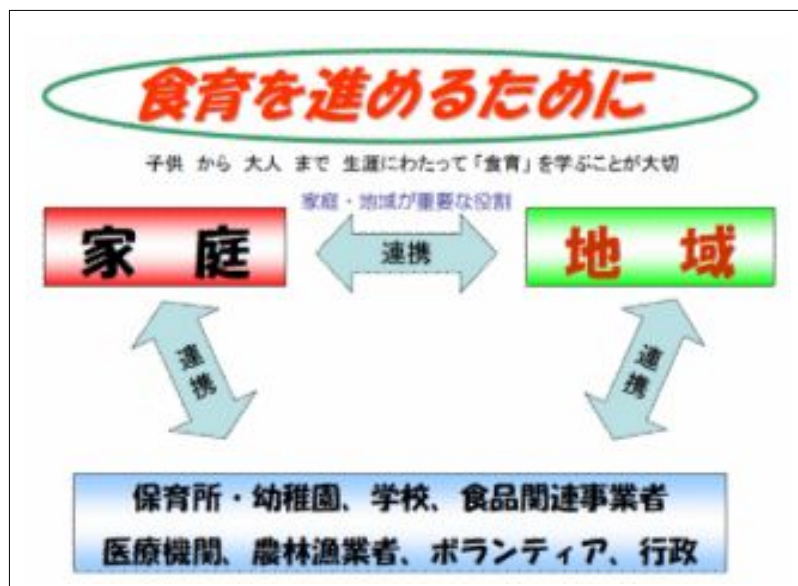 食育を進めるために
子供 から 大人 まで 生涯にわたって「食育」を学ぶことが大切
家庭・地域が重要な役割
家 庭
連携
地 域
連携
連携
保育所・幼稚園、学校、食品関連事業者
医療機関、農林漁業者、ボランティア、行政